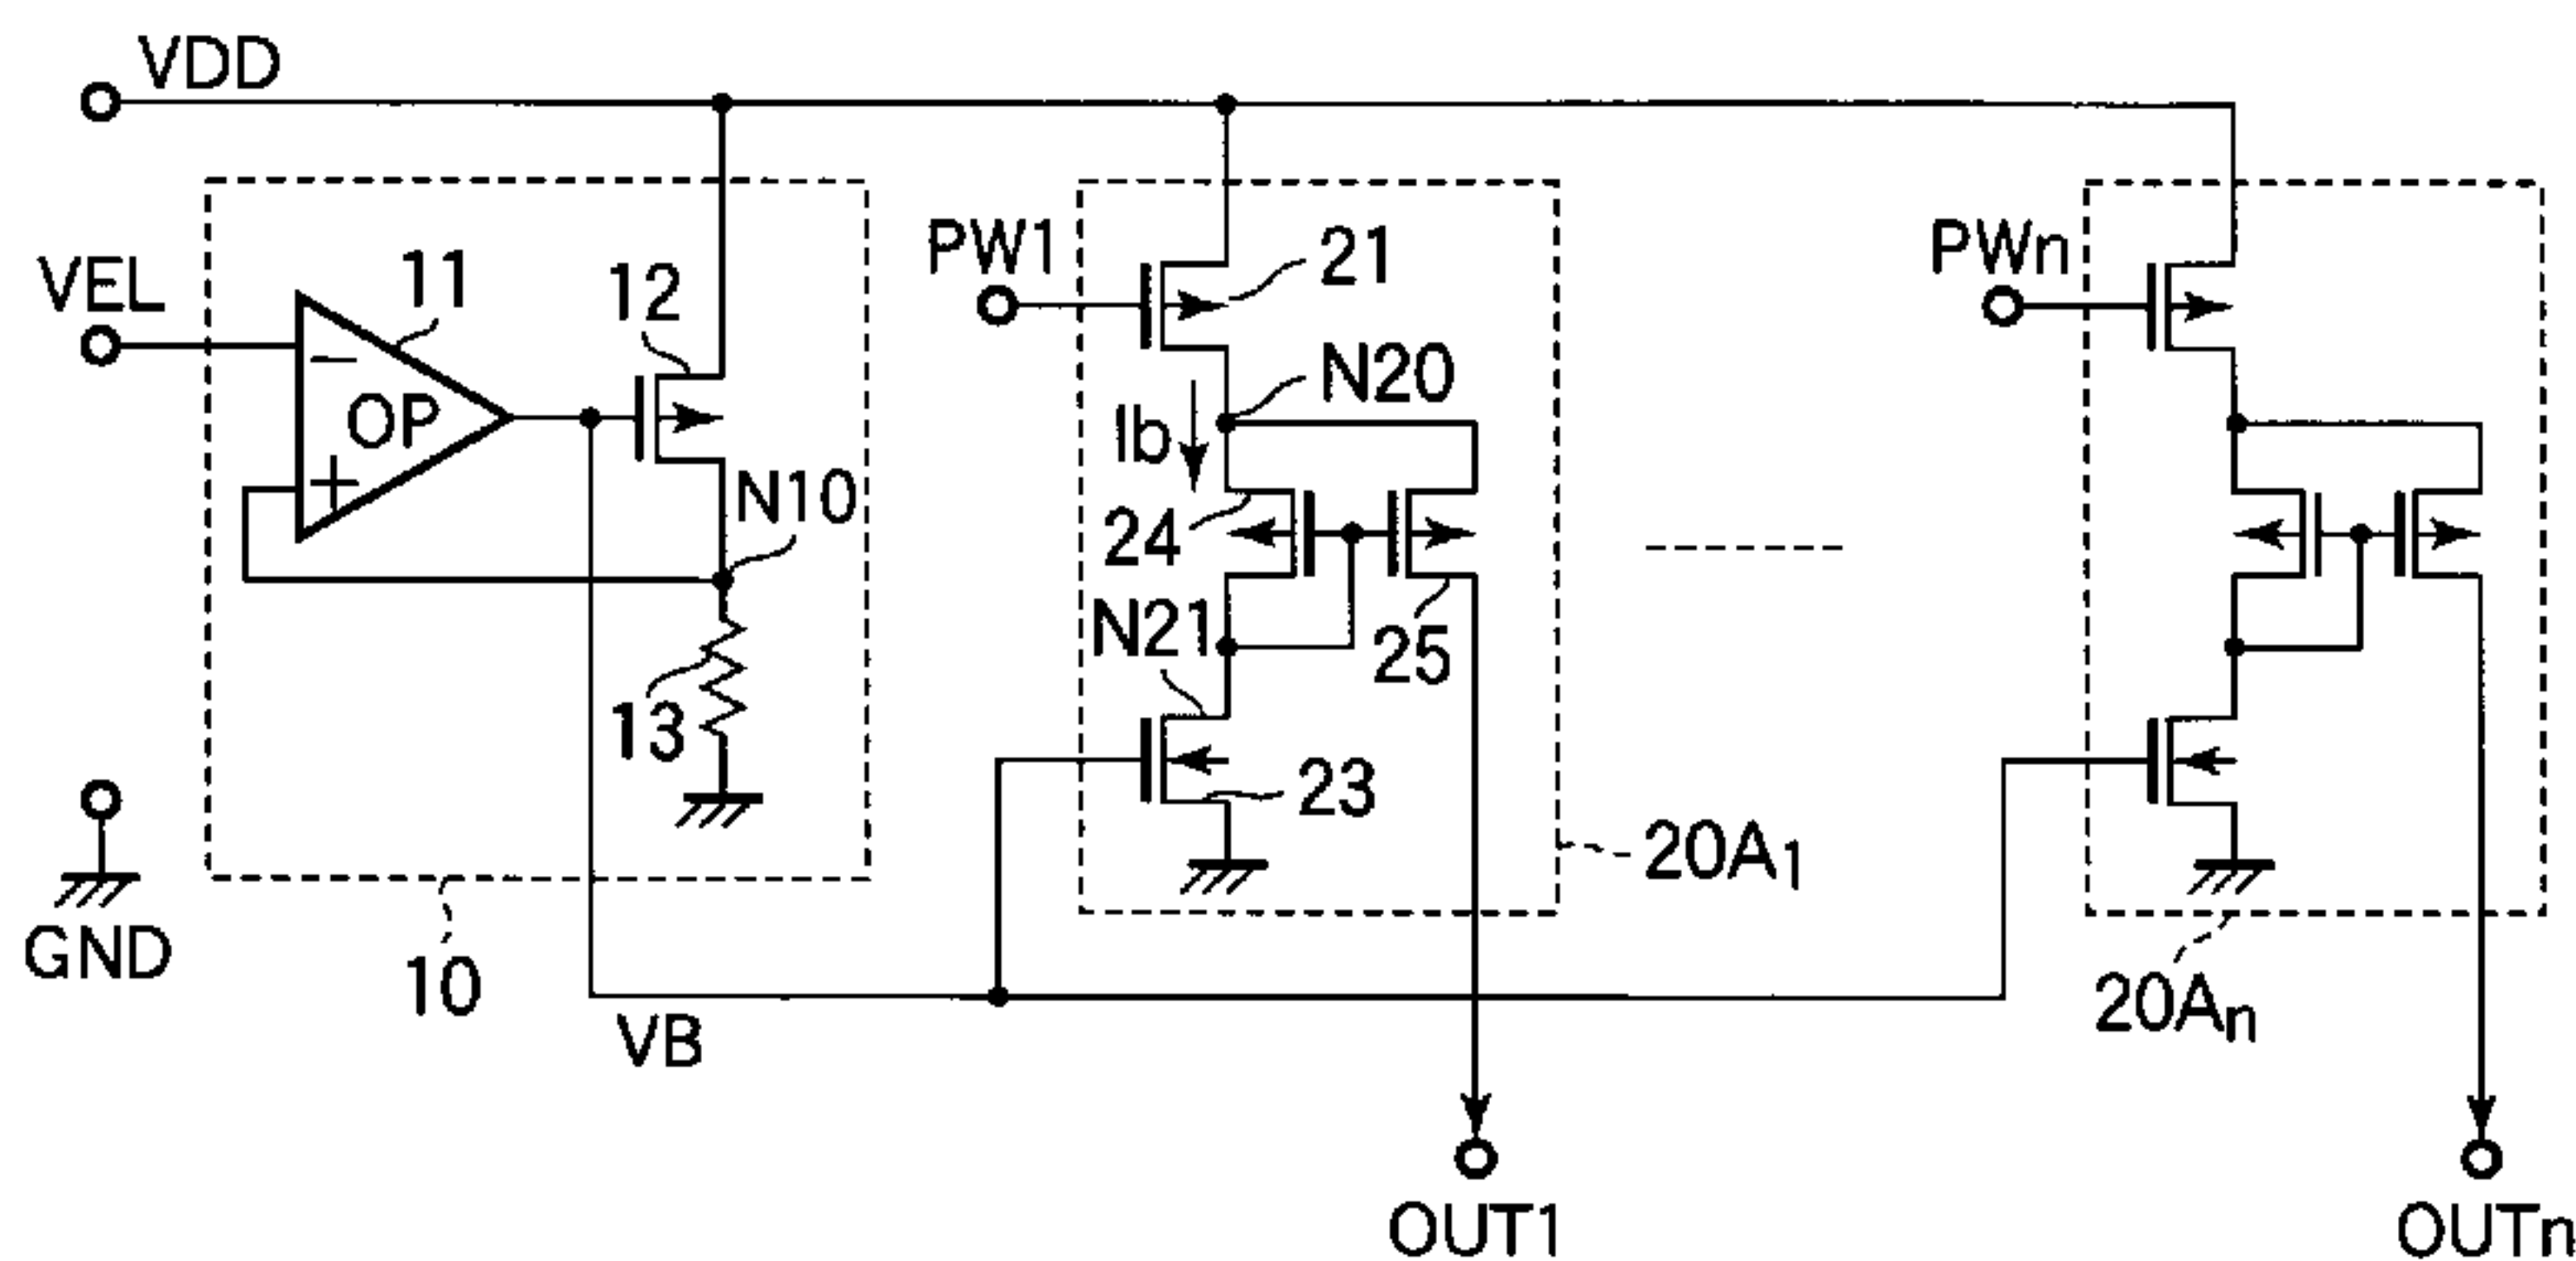 VDD
VEL
11
12
OP
−
+
N10
13
GND
10
VB
PW1
21
N20
Ib
24
25
N21
23
20A1
OUT1
PWn
20An
OUTn